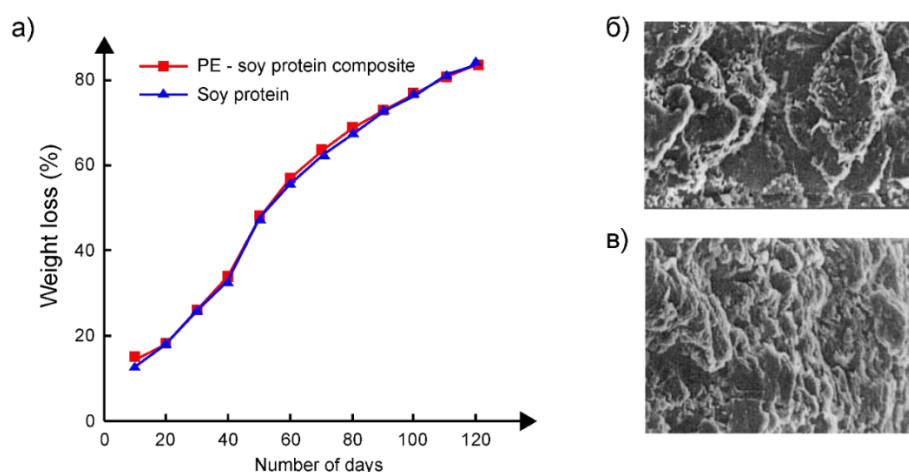 а)
PE - soy protein composite
Soy protein
Weight loss (%)
80
60
40
20
0
0 20 40 60 80 100 120
Number of days
б)
S-3
в)